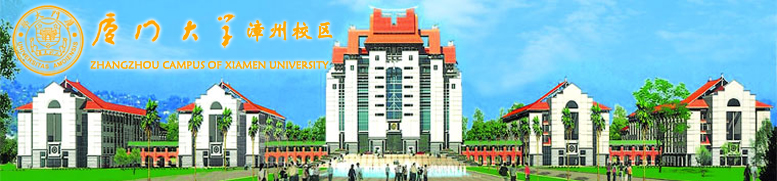 厦门大学漳州校区
ZHANGZHOU CAMPUS OF XIAMEN UNIVERSITY